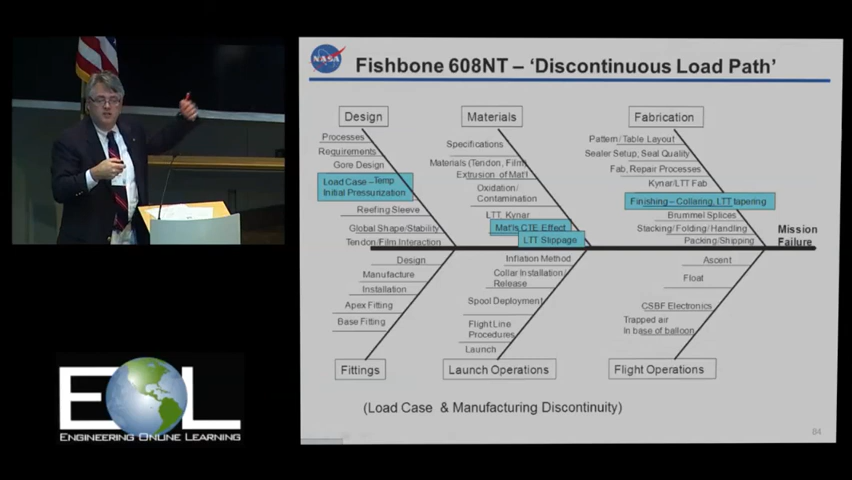 NASA
Fishbone 608NT – 'Discontinuous Load Path'
Design
Materials
Fabrication
Processes
Requirements
Gore Design
Load Case – Temp
Initial Pressurization
Reefing Sleeve
Global Shape/Stability
Tendon/Film Interaction
Specifications
Materials (Tendon, Film)
Extrusion of Mat'l
Oxidation/
Contamination
LTT, Kynar
Mat'ls CTE Effect
LTT Slippage
Pattern/Table Layout
Sealer Setup, Seal Quality
Fab, Repair Processes
Kynar/LTT Fab
Finishing – Collaring, LTT tapering
Brummel Splices
Stacking/Folding/Handling
Packing/Shipping
Mission
Failure
Design
Manufacture
Installation
Apex Fitting
Base Fitting
Inflation Method
Collar Installation/
Release
Spool Deployment
Flight Line
Procedures
Launch
Ascent
Float
CSBF Electronics
Trapped air
In base of balloon
Fittings
Launch Operations
Flight Operations
(Load Case & Manufacturing Discontinuity)
84
EOL
ENGINEERING ONLINE LEARNING